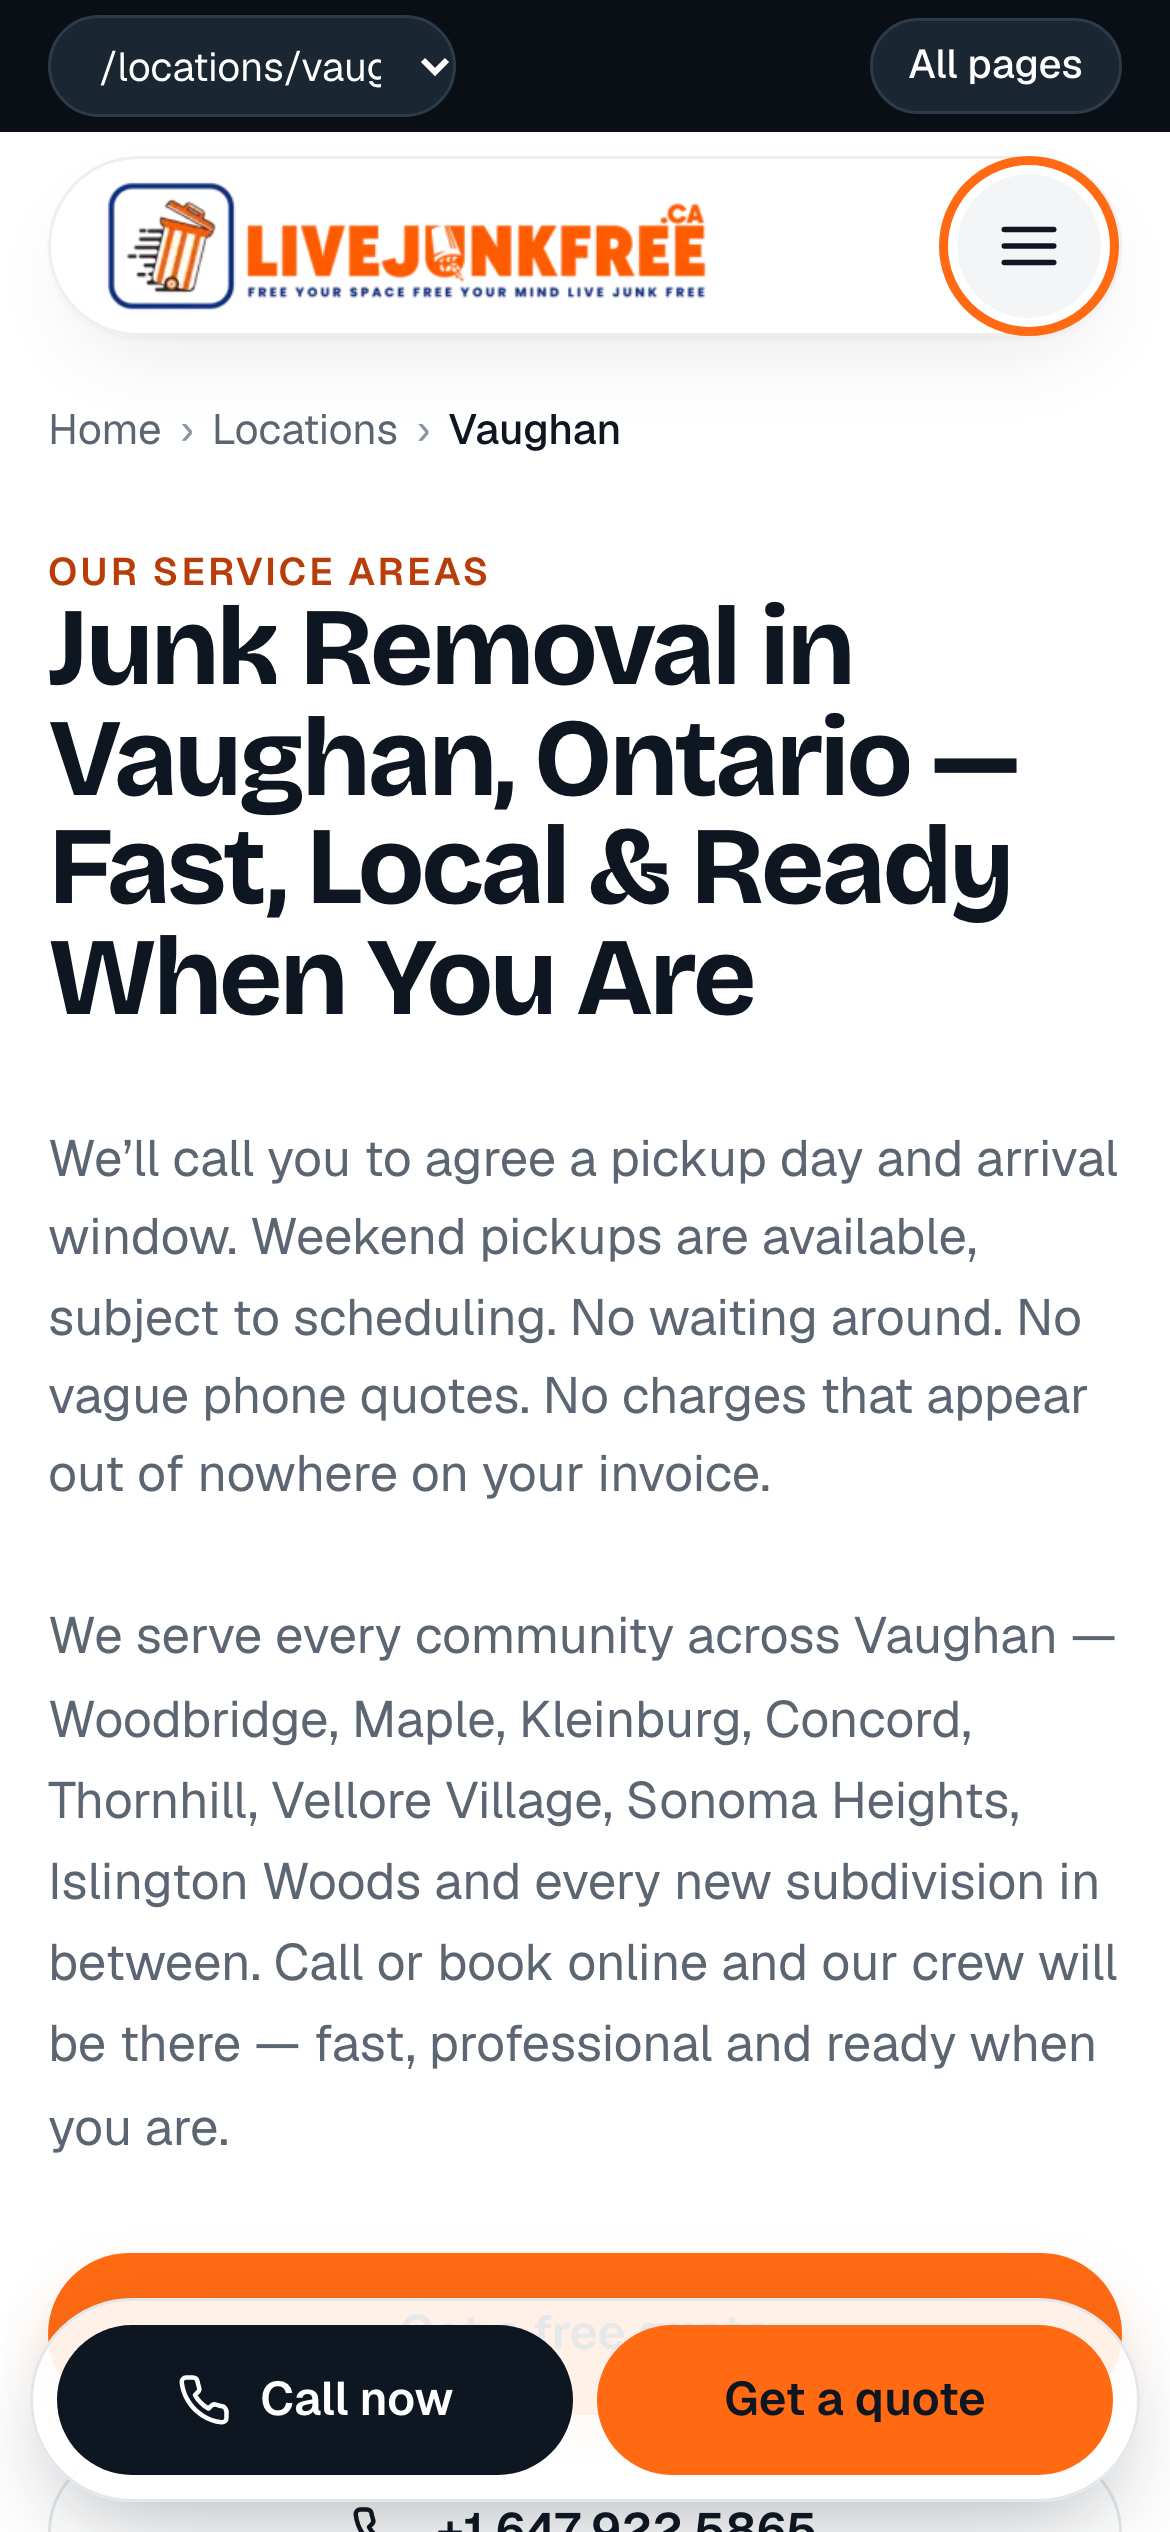 /locations/vaug
All pages
LIVEJUNKFREE
.CA
FREE YOUR SPACE FREE YOUR MIND LIVE JUNK FREE
Home › Locations › Vaughan
OUR SERVICE AREAS
Junk Removal in
Vaughan, Ontario —
Fast, Local & Ready
When You Are
We’ll call you to agree a pickup day and arrival
window. Weekend pickups are available,
subject to scheduling. No waiting around. No
vague phone quotes. No charges that appear
out of nowhere on your invoice.
We serve every community across Vaughan —
Woodbridge, Maple, Kleinburg, Concord,
Thornhill, Vellore Village, Sonoma Heights,
Islington Woods and every new subdivision in
between. Call or book online and our crew will
be there — fast, professional and ready when
you are.
free
Call now
Get a quote
+1 647 922 5865